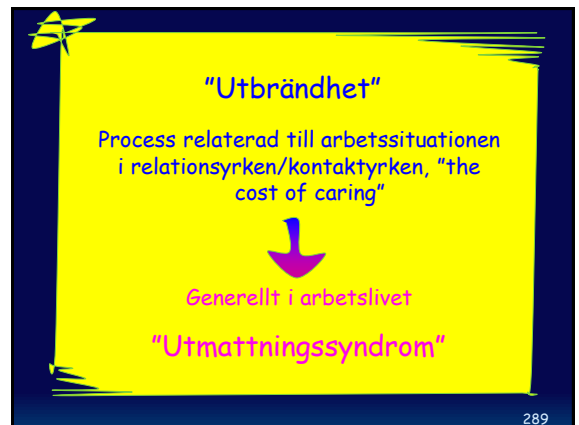 ”Utbrändhet”
Process relaterad till arbetssituationen
i relationsyrken/kontaktyrken, ”the
cost of caring”
Generellt i arbetslivet
”Utmattningssyndrom”
289